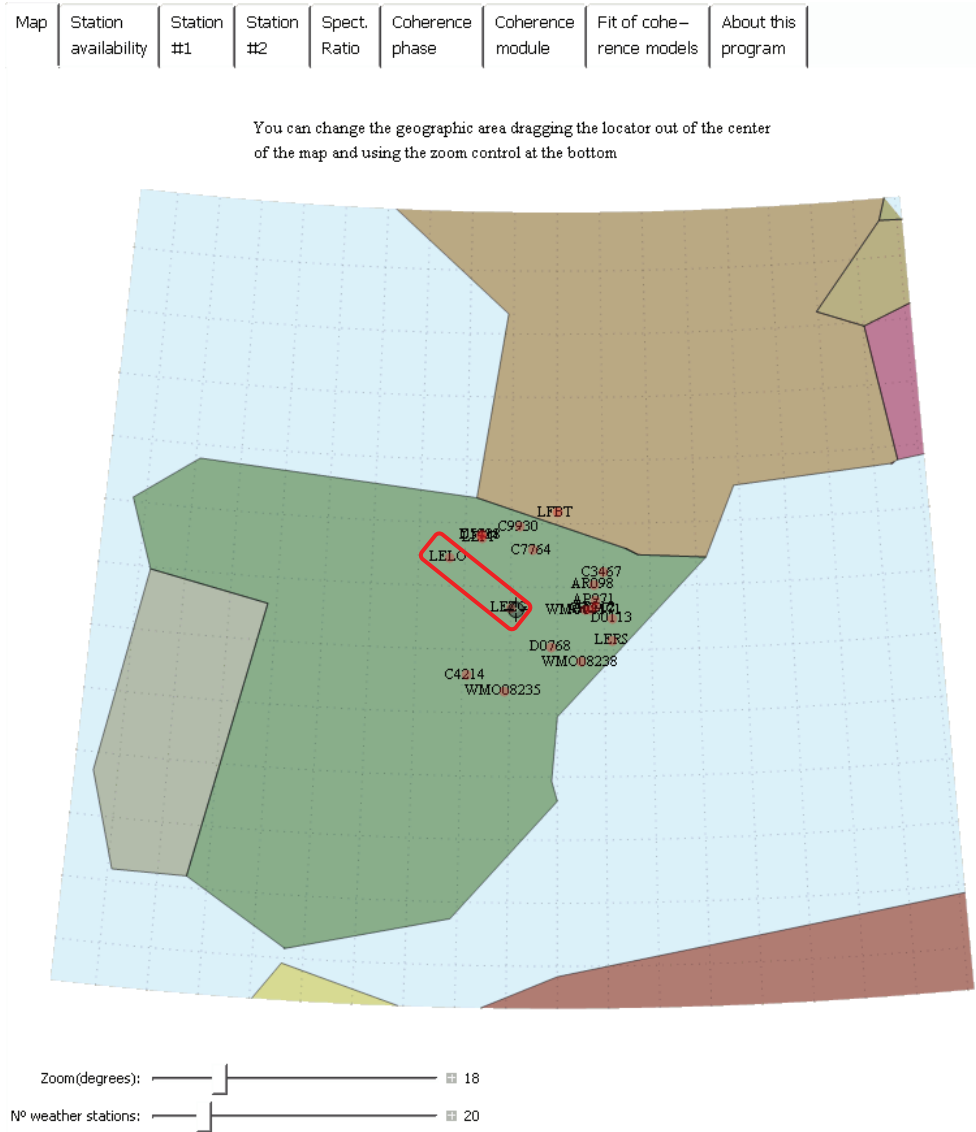 Map
Station
availability
Station
#1
Station
#2
Spect.
Ratio
Coherence
phase
Coherence
module
Fit of cohe–
rence models
About this
program
You can change the geographic area dragging the locator out of the center
of the map and using the zoom control at the bottom
LFBT
C9930
C7764
LELO
C3467
AR098
AP971
D0113
LERS
D0768
WMO08238
C4214
WMO08235
Zoom(degrees): 18
Nº weather stations: 20